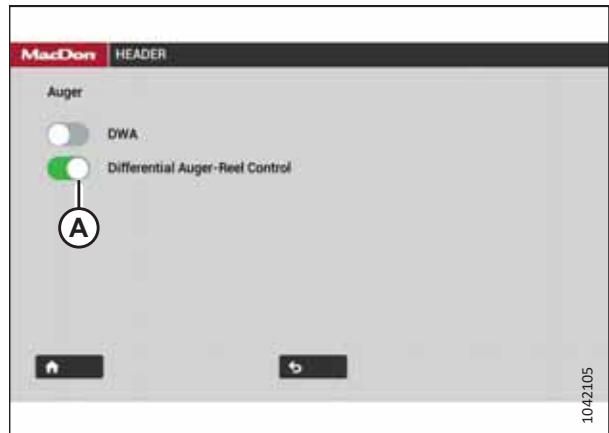 MacDon HEADER
Auger
DWA
Differential Auger-Reel Control
A
1042105